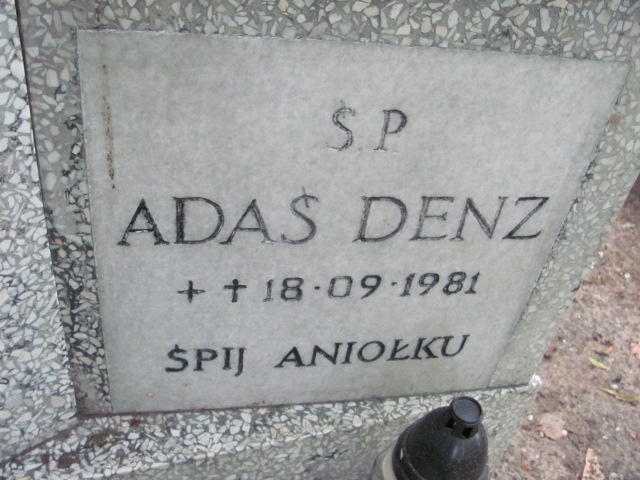 Ś.P
ADAŚ DENZ
+ † 18·09·1981
ŚPIJ ANIOŁKU